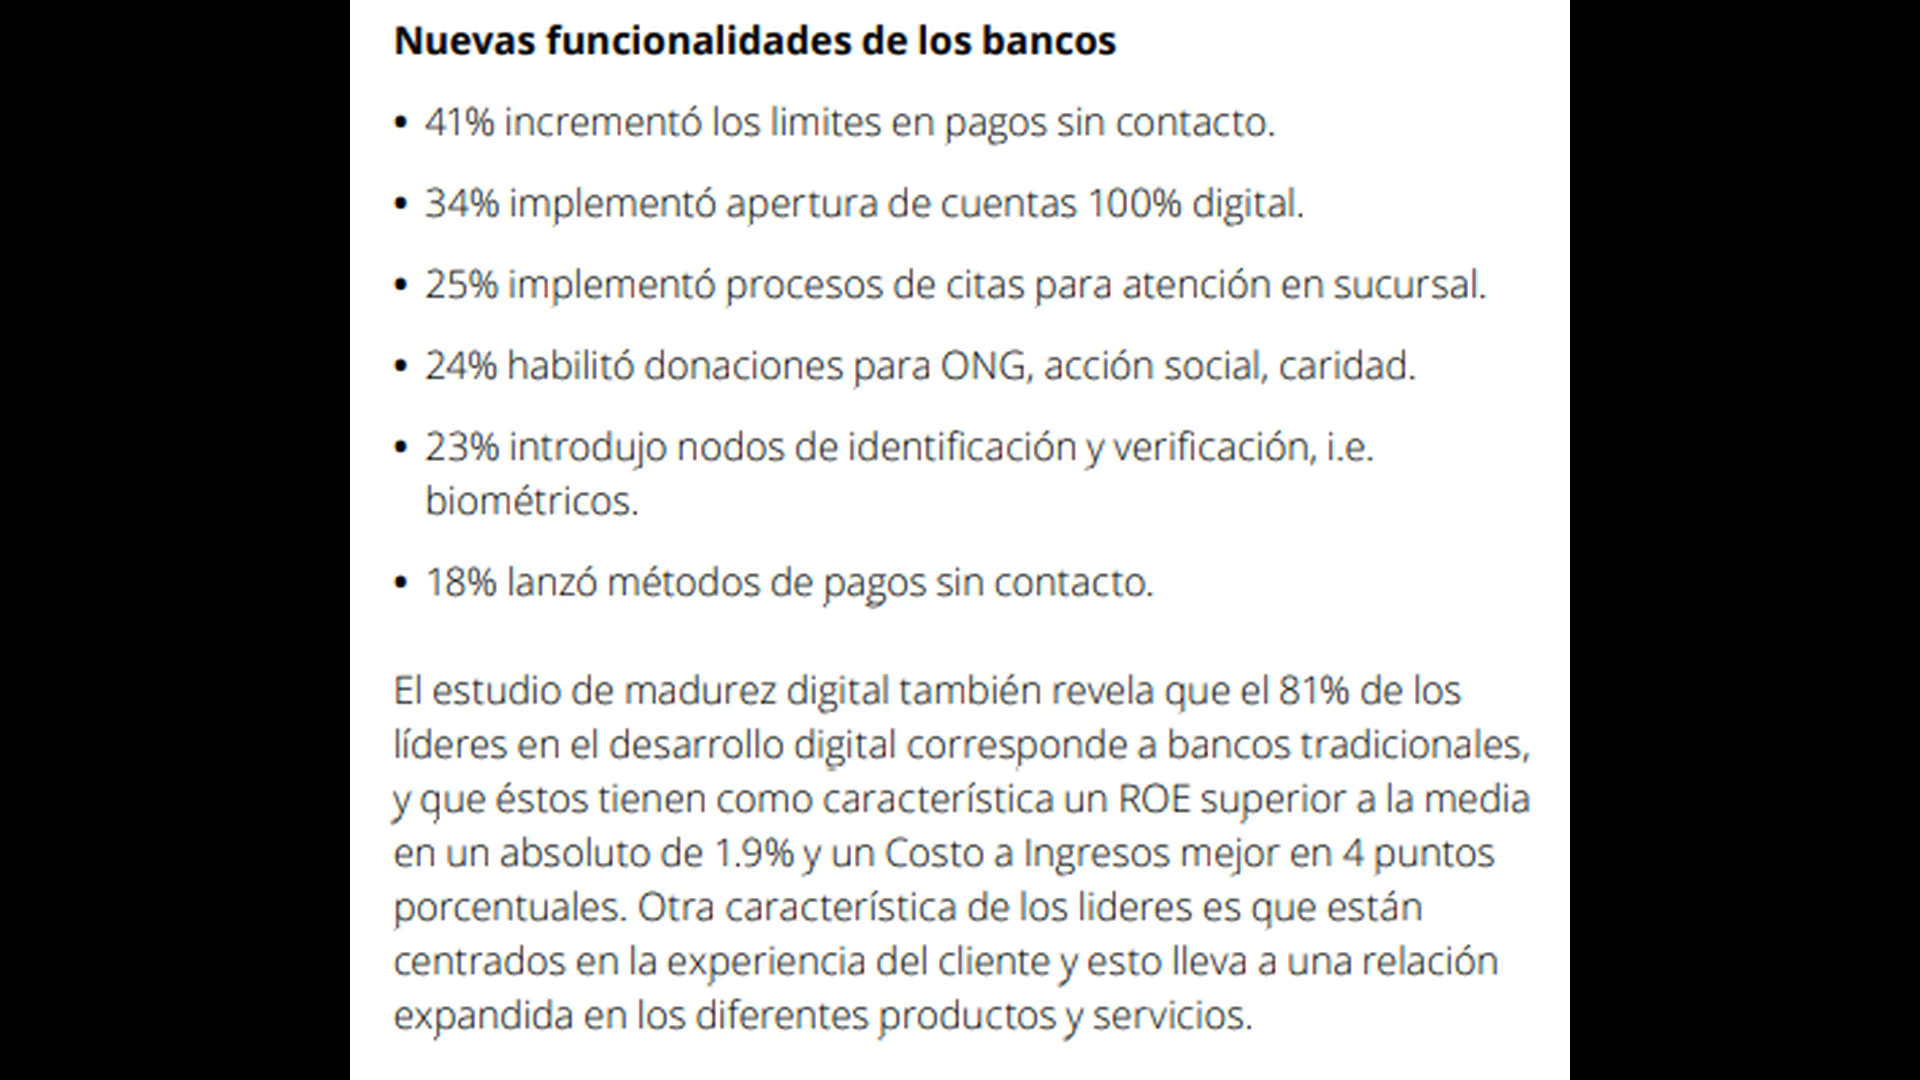 Nuevas funcionalidades de los bancos
• 41% incrementó los limites en pagos sin contacto.
• 34% implementó apertura de cuentas 100% digital.
• 25% implementó procesos de citas para atención en sucursal.
• 24% habilitó donaciones para ONG, acción social, caridad.
• 23% introdujo nodos de identificación y verificación, i.e.
biométricos.
• 18% lanzó métodos de pagos sin contacto.
El estudio de madurez digital también revela que el 81% de los
líderes en el desarrollo digital corresponde a bancos tradicionales,
y que éstos tienen como característica un ROE superior a la media
en un absoluto de 1.9% y un Costo a Ingresos mejor en 4 puntos
porcentuales. Otra característica de los lideres es que están
centrados en la experiencia del cliente y esto lleva a una relación
expandida en los diferentes productos y servicios.